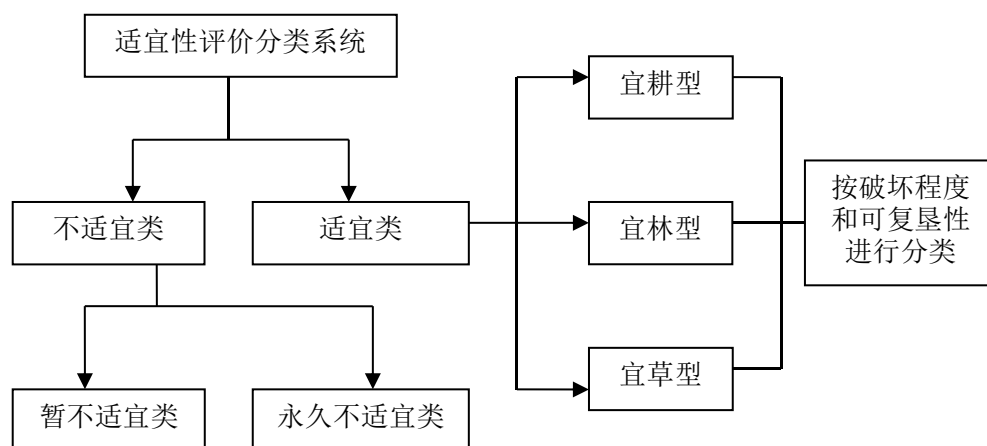 适宜性评价分类系统
宜耕型
不适宜类
适宜类
宜林型
按破坏程度
和可复垦性
进行分类
宜草型
暂不适宜类
永久不适宜类